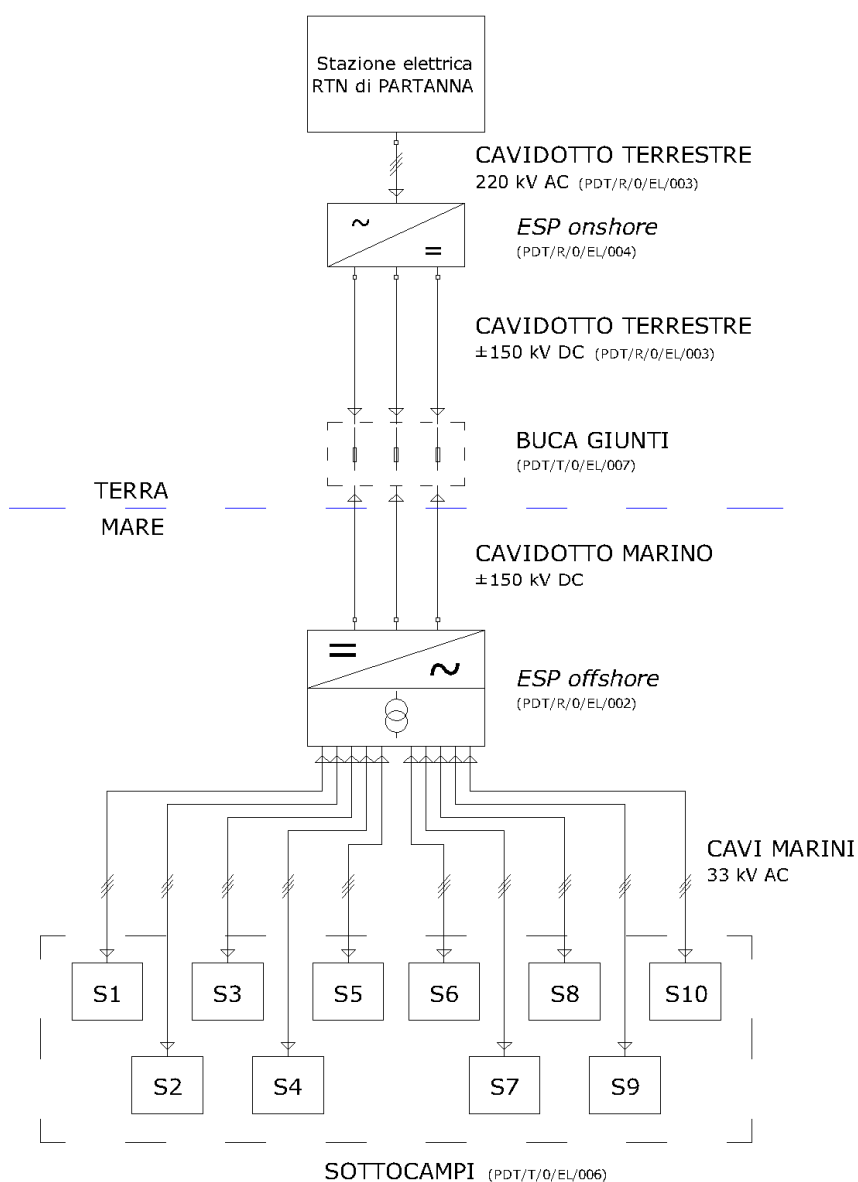 Stazione elettrica
RTN di PARTANNA
CAVIDOTTO TERRESTRE
220 kV AC (PDT/R/0/EL/003)
~
=
ESP onshore
(PDT/R/0/EL/004)
CAVIDOTTO TERRESTRE
±150 kV DC (PDT/R/0/EL/003)
BUCA GIUNTI
(PDT/T/0/EL/007)
TERRA
MARE
CAVIDOTTO MARINO
±150 kV DC
=
~
ESP offshore
(PDT/R/0/EL/002)
CAVI MARINI
33 kV AC
S1 S3 S5 S6 S8 S10
S2 S4 S7 S9
SOTTOCAMPI (PDT/T/0/EL/006)